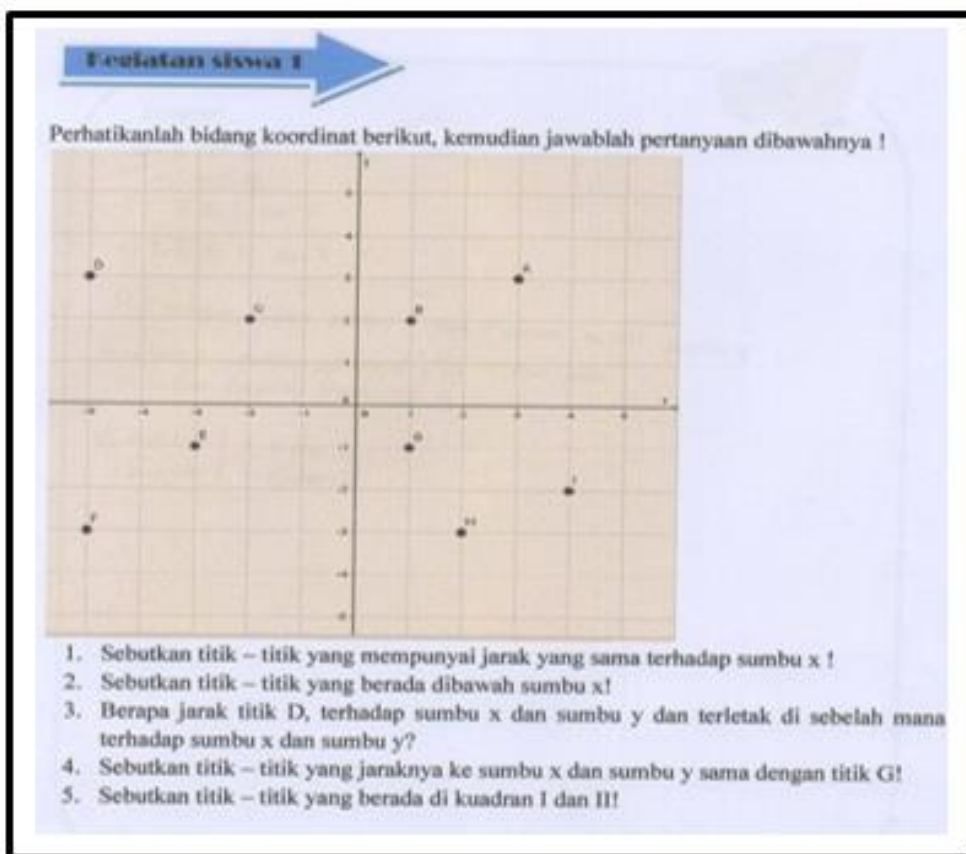 Kegiatan siswa 1
Perhatikanlah bidang koordinat berikut, kemudian jawablah pertanyaan dibawahnya !
D
A
C
B
E
G
I
F
H
1. Sebutkan titik – titik yang mempunyai jarak yang sama terhadap sumbu x !
2. Sebutkan titik – titik yang berada dibawah sumbu x!
3. Berapa jarak titik D, terhadap sumbu x dan sumbu y dan terletak di sebelah mana
terhadap sumbu x dan sumbu y?
4. Sebutkan titik – titik yang jaraknya ke sumbu x dan sumbu y sama dengan titik G!
5. Sebutkan titik – titik yang berada di kuadran I dan II!